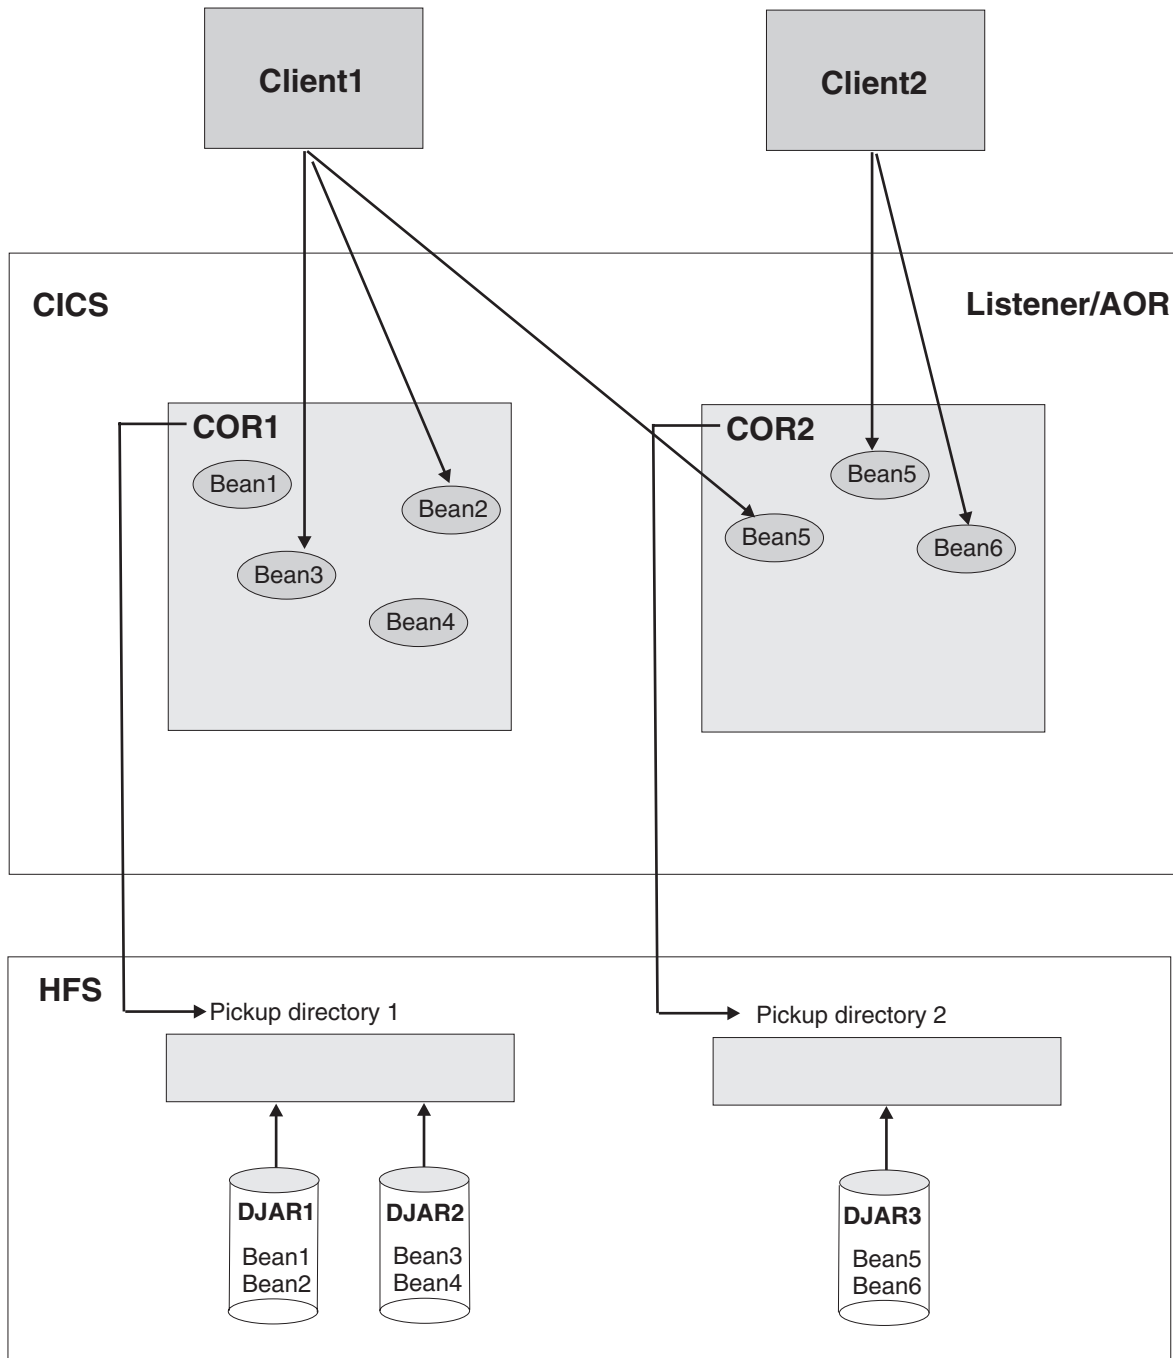 Client1
Client2
CICS
Listener/AOR
COR1
COR2
Bean1
Bean2
Bean3
Bean4
Bean5
Bean5
Bean6
HFS
Pickup directory 1
Pickup directory 2
DJAR1
Bean1
Bean2
DJAR2
Bean3
Bean4
DJAR3
Bean5
Bean6